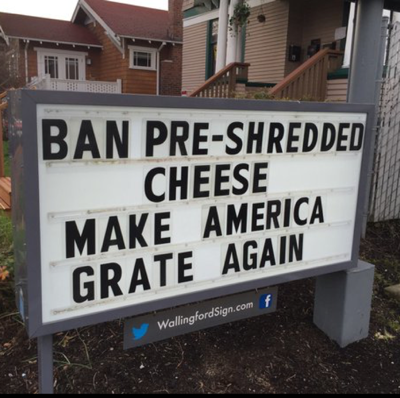 BAN PRE-SHREDDED
CHEESE
MAKE AMERICA
GRATE AGAIN
WallingfordSign.com